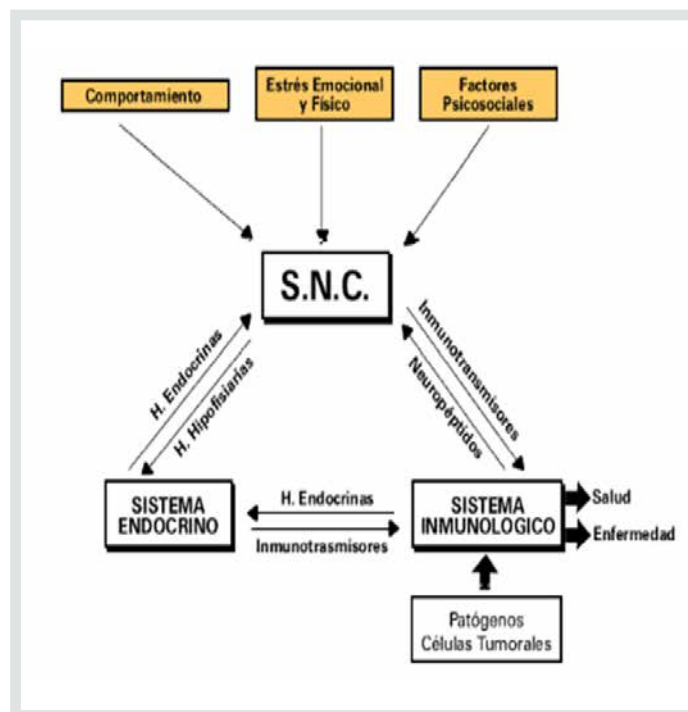 Comportamiento
Estrés Emocional
y Físico
Factores
Psicosociales
S.N.C.
H. Endocrinas
H. Hipofisiarias
Inmunotransmisores
Neuropéptidos
SISTEMA
ENDOCRINO
H. Endocrinas
Inmunotrasmisores
SISTEMA
INMUNOLOGICO
Salud
Enfermedad
Patógenos
Células Tumorales